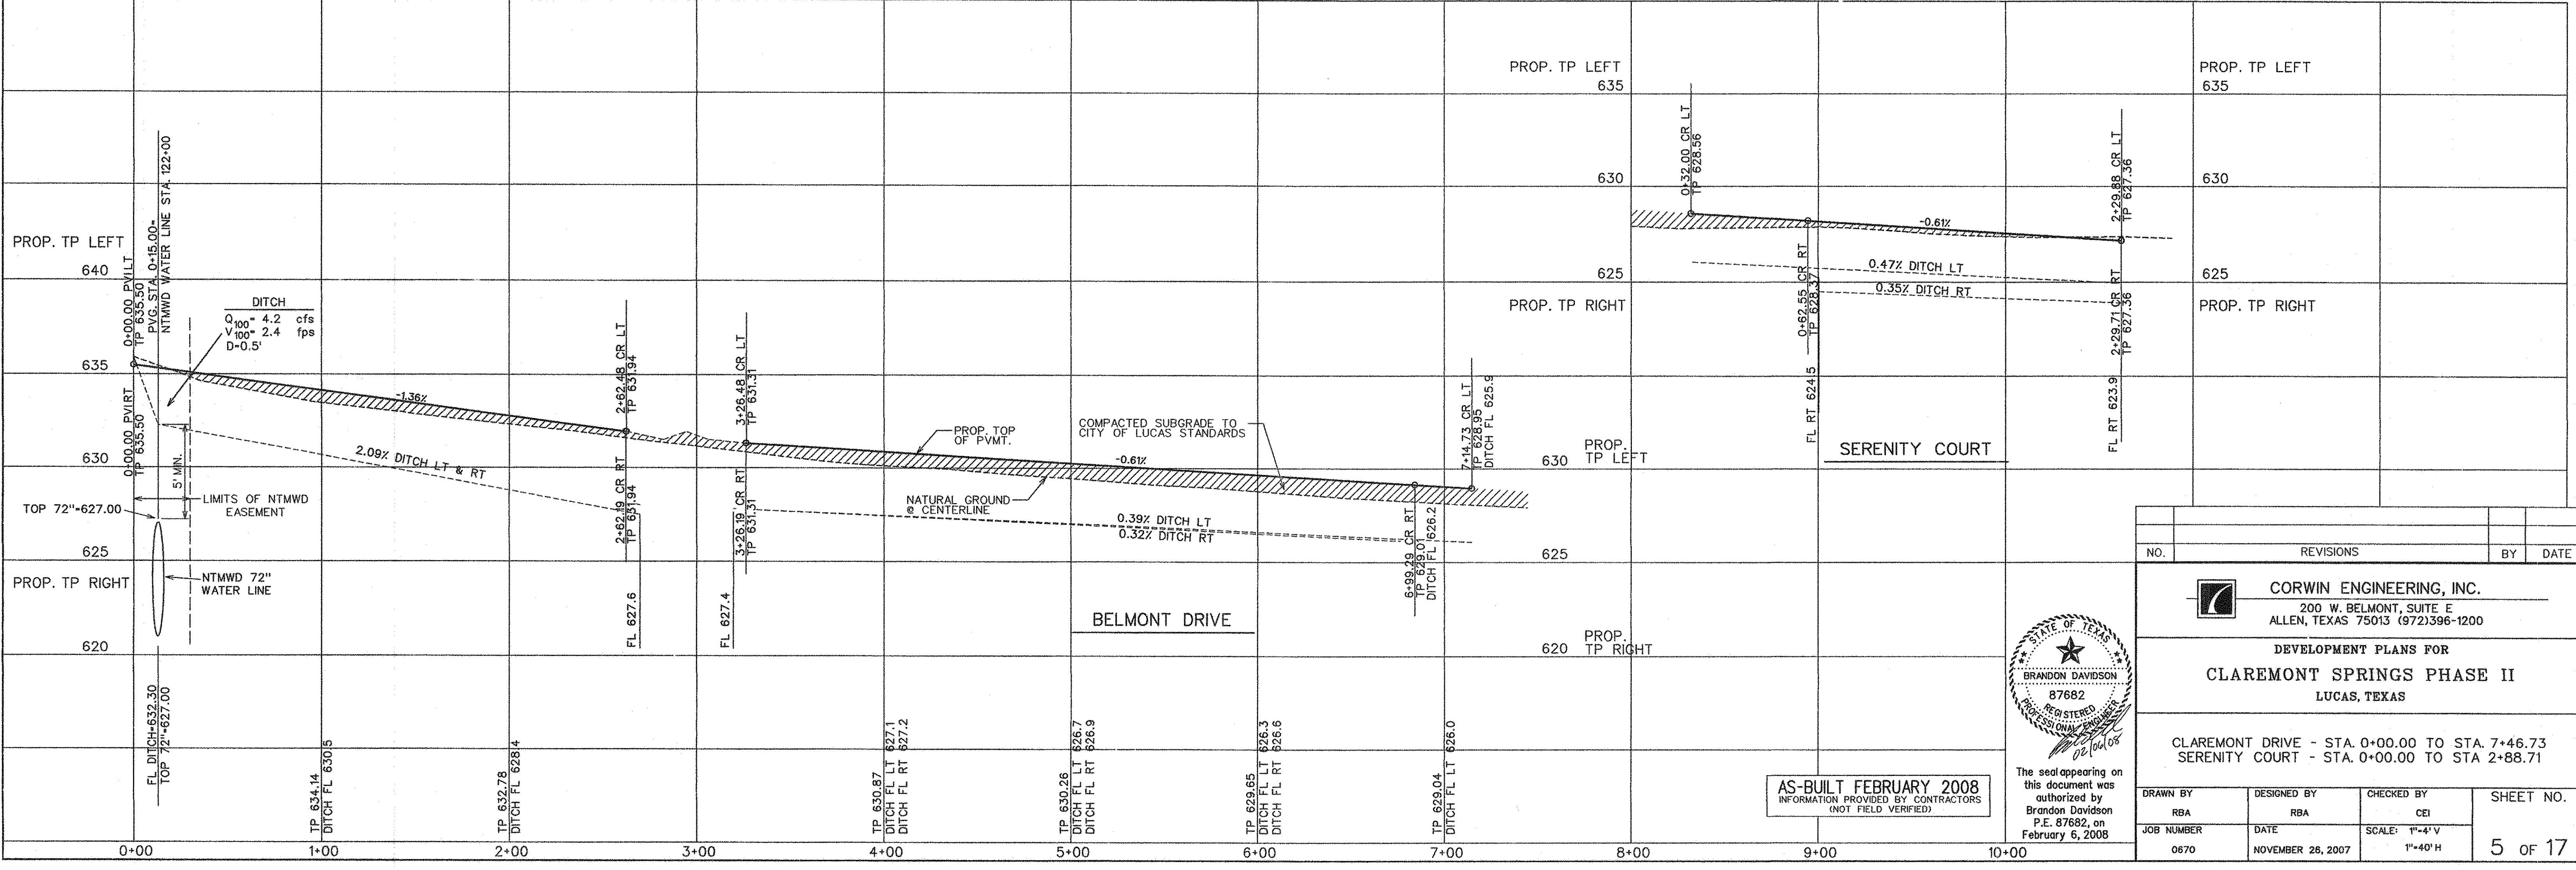 PROP. TP LEFT
640
635
630
625
PROP. TP RIGHT
620
0+00.00 PVI LT
TP 635.50
PVG. STA. 0+15.00=
NTMWD WATER LINE STA. 122+00
0+00.00 PVI RT
TP 635.50
DITCH
Q100= 4.2 cfs
V100= 2.4 fps
D=0.5'
5' MIN.
LIMITS OF NTMWD
EASEMENT
TOP 72"=627.00
NTMWD 72"
WATER LINE
FL DITCH=632.30
TOP 72"=627.00
-1.36%
2.09% DITCH LT & RT
2+62.48 CR LT
TP 631.94
2+62.19 CR RT
TP 631.94
FL 627.6
3+26.48 CR LT
TP 631.31
3+26.19 CR RT
TP 631.31
FL 627.4
PROP. TOP
OF PVMT.
COMPACTED SUBGRADE TO
CITY OF LUCAS STANDARDS
-0.61%
NATURAL GROUND
@ CENTERLINE
0.39% DITCH LT
0.32% DITCH RT
7+14.73 CR LT
TP 628.95
DITCH FL 625.9
6+99.29 CR RT
TP 629.01
DITCH FL 626.2
BELMONT DRIVE
630
PROP.
TP LEFT
625
620
PROP.
TP RIGHT
PROP. TP LEFT
635
630
625
PROP. TP RIGHT
0+32.00 CR LT
TP 628.56
-0.61%
0.47% DITCH LT
0.35% DITCH RT
0+62.55 CR RT
TP 628.37
FL RT 624.5
2+29.88 CR LT
TP 627.36
2+29.71 CR RT
TP 627.36
FL RT 623.9
SERENITY COURT
PROP. TP LEFT
635
630
625
PROP. TP RIGHT
TP 634.14
DITCH FL 630.5
TP 632.78
DITCH FL 628.4
TP 630.87
DITCH FL LT 627.1
DITCH FL RT 627.2
TP 630.26
DITCH FL LT 626.7
DITCH FL RT 626.9
TP 629.65
DITCH FL LT 626.3
DITCH FL RT 626.6
TP 629.04
DITCH FL LT 626.0
0+00 1+00 2+00 3+00 4+00 5+00 6+00 7+00 8+00 9+00 10+00
AS-BUILT FEBRUARY 2008
INFORMATION PROVIDED BY CONTRACTORS
(NOT FIELD VERIFIED)
STATE OF TEXAS
BRANDON DAVIDSON
87682
REGISTERED
PROFESSIONAL ENGINEER
02/06/08
The seal appearing on
this document was
authorized by
Brandon Davidson
P.E. 87682, on
February 6, 2008
NO. REVISIONS BY DATE
CORWIN ENGINEERING, INC.
200 W. BELMONT, SUITE E
ALLEN, TEXAS 75013 (972)396-1200
DEVELOPMENT PLANS FOR
CLAREMONT SPRINGS PHASE II
LUCAS, TEXAS
CLAREMONT DRIVE - STA. 0+00.00 TO STA. 7+46.73
SERENITY COURT - STA. 0+00.00 TO STA 2+88.71
DRAWN BY DESIGNED BY CHECKED BY SHEET NO.
RBA RBA CEI
JOB NUMBER DATE SCALE: 1"=4' V
0670 NOVEMBER 26, 2007 1"=40' H
5 OF 17